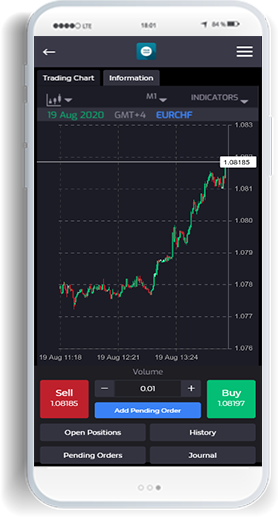 LTE 18.01 84 %
Trading Chart Information
M1 INDICATORS
19 Aug 2020 GMT+4 EURCHF
1.083
1.08185
1.081
1.080
1.079
1.078
1.077
1.076
19 Aug 11:18 19 Aug 12:21 19 Aug 13:24
Volume
Sell
1.08185
− 0.01 +
Buy
1.08197
Add Pending Order
Open Positions History
Pending Orders Journal